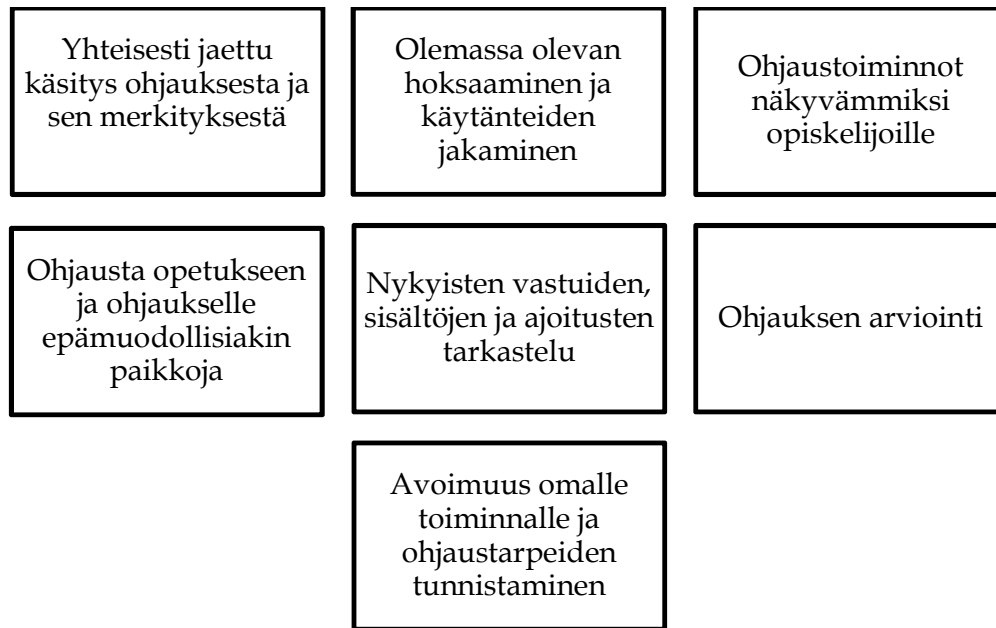 Yhteisesti jaettu
käsitys ohjauksesta ja
sen merkityksestä
Olemassa olevan
hoksaaminen ja
käytänteiden
jakaminen
Ohjaustoiminnot
näkyvämmiksi
opiskelijoille
Ohjausta opetukseen
ja ohjaukselle
epämuodollisiakin
paikkoja
Nykyisten vastuiden,
sisältöjen ja ajoitusten
tarkastelu
Ohjauksen arviointi
Avoimuus omalle
toiminnalle ja
ohjaustarpeiden
tunnistaminen